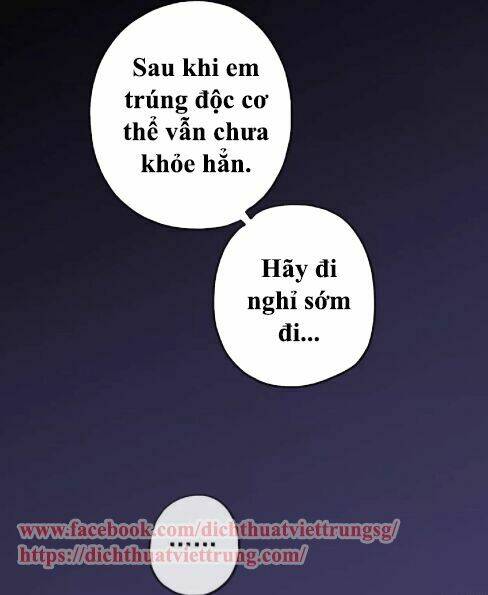 Sau khi em
trúng độc cơ
thể vẫn chưa
khỏe hẳn.
Hãy đi
nghỉ sớm
đi...
www.facebook.com/dichthuatviettrungsg/
......
https://dichthuatviettrung.com/